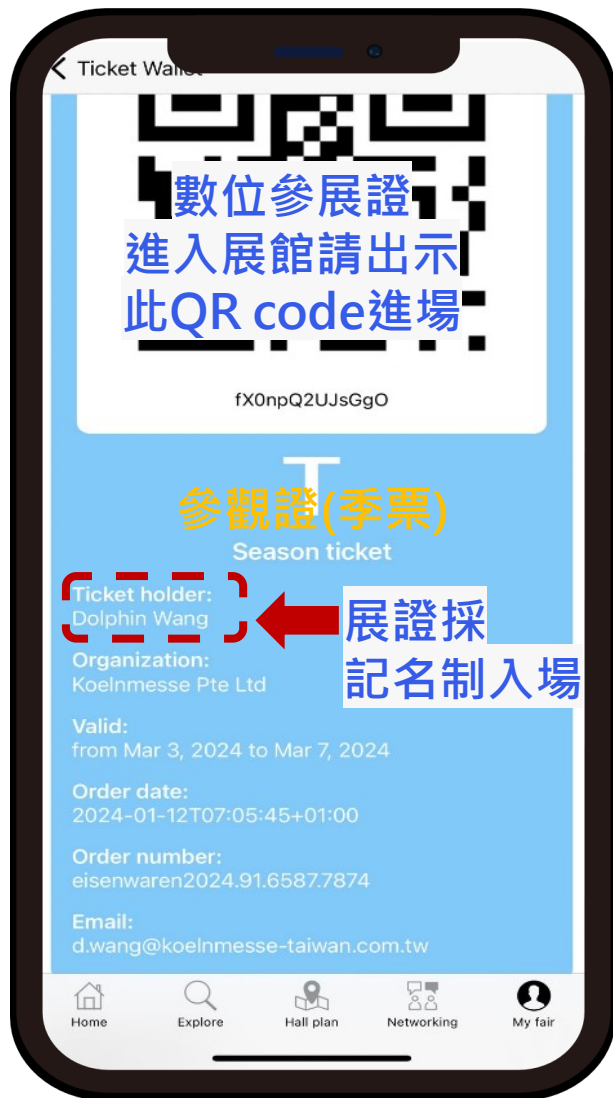 Ticket Wallet
數位參展證
進入展館請出示
此QR code進場
fX0npQ2UJsGgO
T
參觀證(季票)
Season ticket
Ticket holder:
Dolphin Wang
展證採
記名制入場
Organization:
Koelnmesse Pte Ltd
Valid:
from Mar 3, 2024 to Mar 7, 2024
Order date:
2024-01-12T07:05:45+01:00
Order number:
eisenwaren2024.91.6587.7874
Email:
d.wang@koelnmesse-taiwan.com.tw
Home
Explore
Hall plan
Networking
My fair